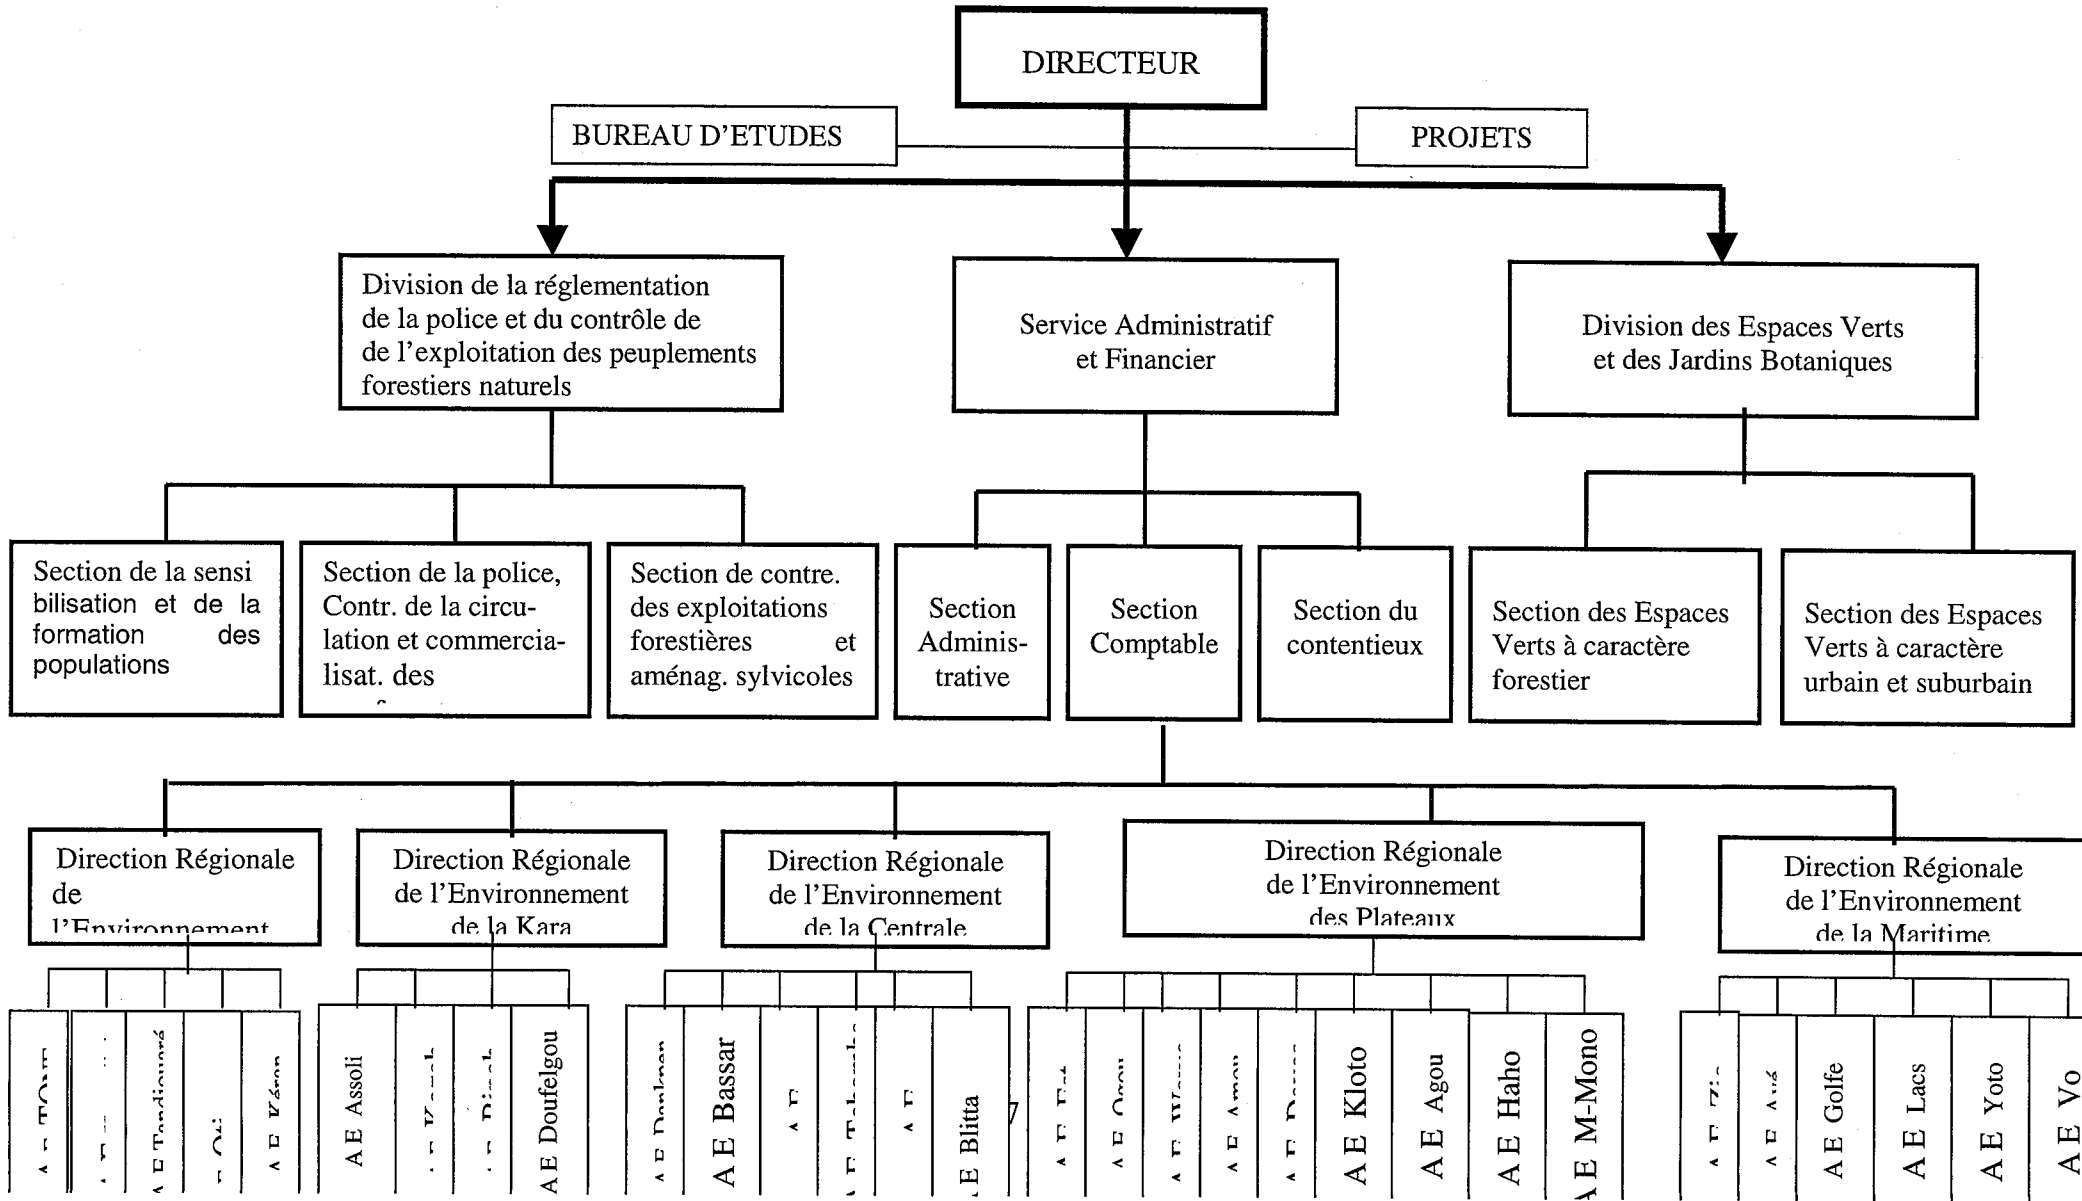 DIRECTEUR
BUREAU D'ETUDES
PROJETS
Division de la réglementation
de la police et du contrôle de
de l'exploitation des peuplements
forestiers naturels
Service Administratif
et Financier
Division des Espaces Verts
et des Jardins Botaniques
Section de la sensi
bilisation et de la
formation des
populations
Section de la police,
Contr. de la circu-
lation et commercia-
lisat. des
Section de contre.
des exploitations
forestières et
aménag. sylvicoles
Section
Adminis-
trative
Section
Comptable
Section du
contentieux
Section des Espaces
Verts à caractère
forestier
Section des Espaces
Verts à caractère
urbain et suburbain
Direction Régionale
de
l'Environnement
Direction Régionale
de l'Environnement
de la Kara
Direction Régionale
de l'Environnement
de la Centrale
Direction Régionale
de l'Environnement
des Plateaux
Direction Régionale
de l'Environnement
de la Maritime
A E Assoli
A E Doufelgou
A E Bassar
A E Blitta
7
A E Kloto
A E Agou
A E Haho
A E M-Mono
A E Golfe
A E Lacs
A E Yoto
A E Vo